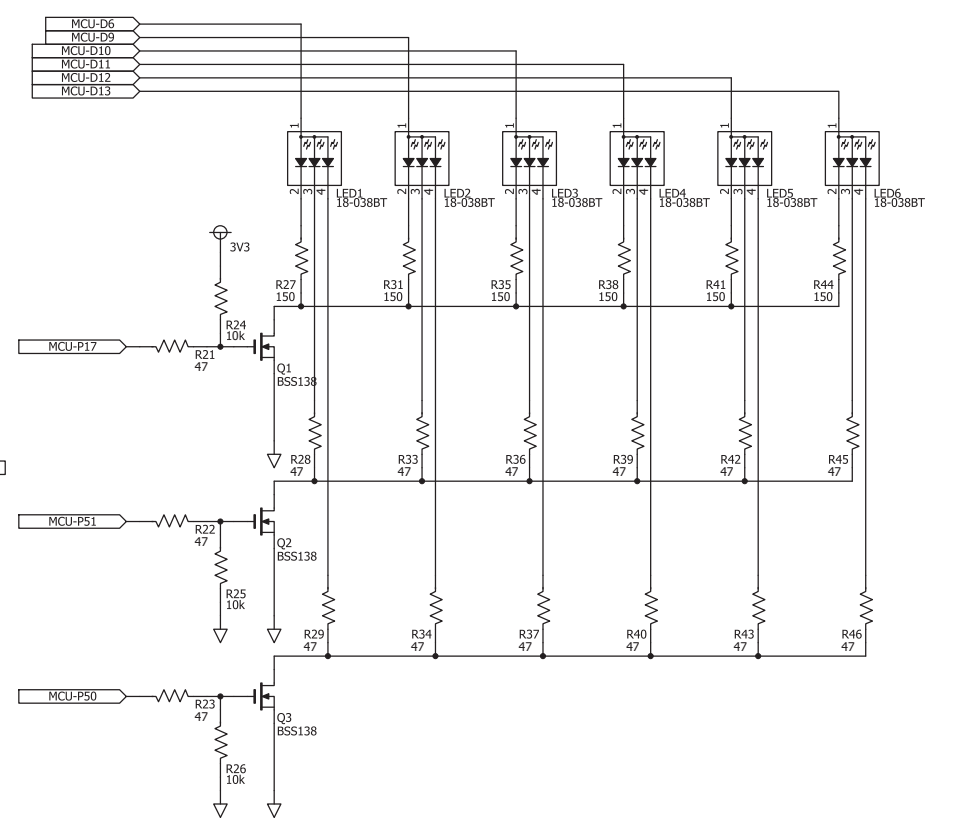 MCU-D6
MCU-D9
MCU-D10
MCU-D11
MCU-D12
MCU-D13
1 1 1 1 1 1
2 3 4 2 3 4 2 3 4 2 3 4 2 3 4 2 3 4
LED1 LED2 LED3 LED4 LED5 LED6
18-038BT 18-038BT 18-038BT 18-038BT 18-038BT 18-038BT
3V3
R27 R31 R35 R38 R41 R44
150 150 150 150 150 150
R24
10k
MCU-P17
R21
47
Q1
BSS138
R28 R33 R36 R39 R42 R45
47 47 47 47 47 47
MCU-P51
R22
47
Q2
BSS138
R25
10k
R29 R34 R37 R40 R43 R46
47 47 47 47 47 47
MCU-P50
R23
47
Q3
BSS138
R26
10k